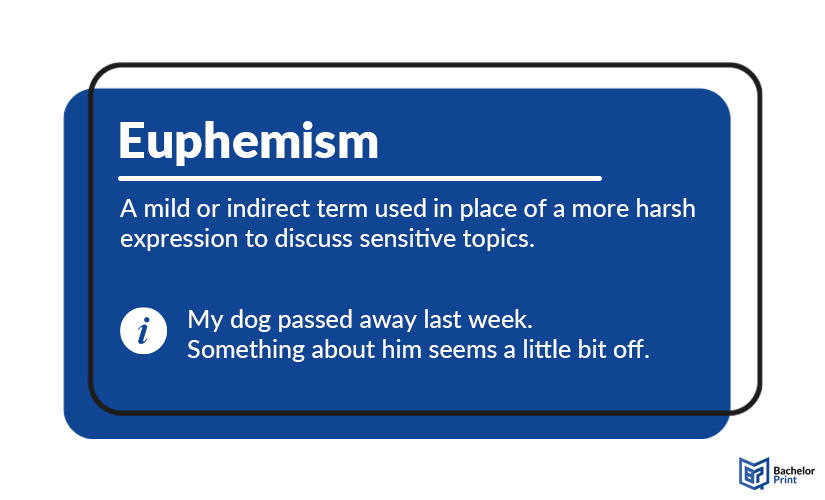 Euphemism
A mild or indirect term used in place of a more harsh
expression to discuss sensitive topics.
i
My dog passed away last week.
Something about him seems a little bit off.
BP
Bachelor
Print